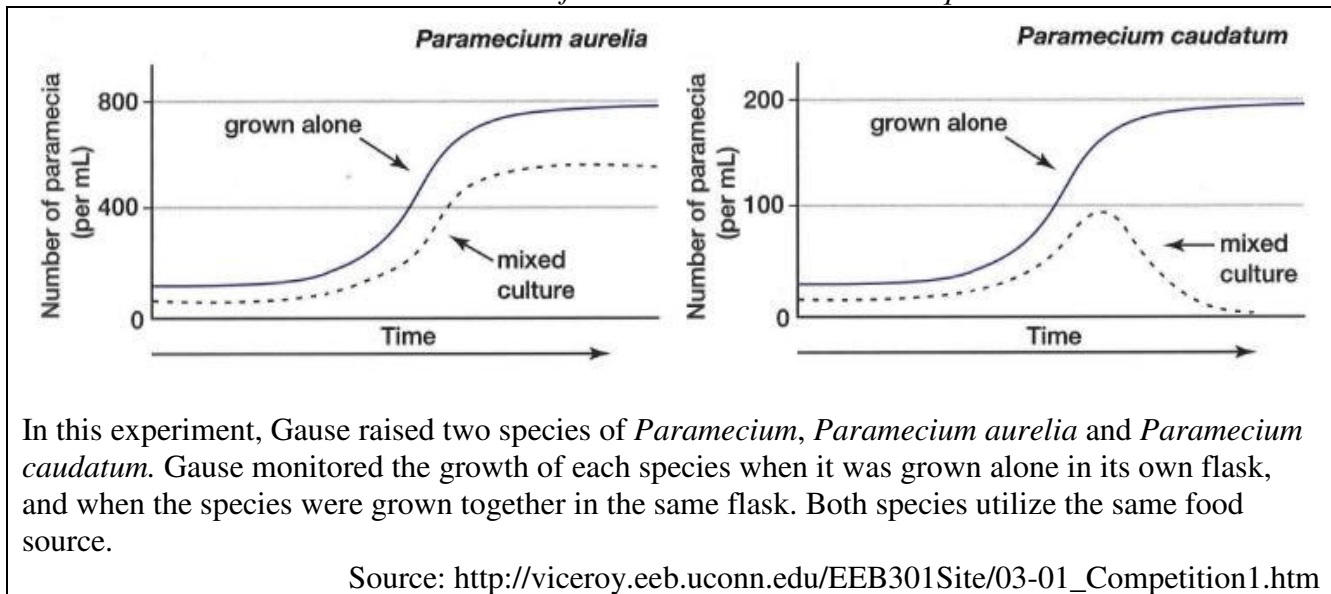 Paramecium aurelia
Number of paramecia
(per mL)
800
400
0
grown alone
mixed
culture
Time
Paramecium caudatum
Number of paramecia
(per mL)
200
100
0
grown alone
mixed
culture
Time
In this experiment, Gause raised two species of Paramecium, Paramecium aurelia and Paramecium
caudatum. Gause monitored the growth of each species when it was grown alone in its own flask,
and when the species were grown together in the same flask. Both species utilize the same food
source.
Source: http://viceroy.eeb.uconn.edu/EEB301Site/03-01_Competition1.htm